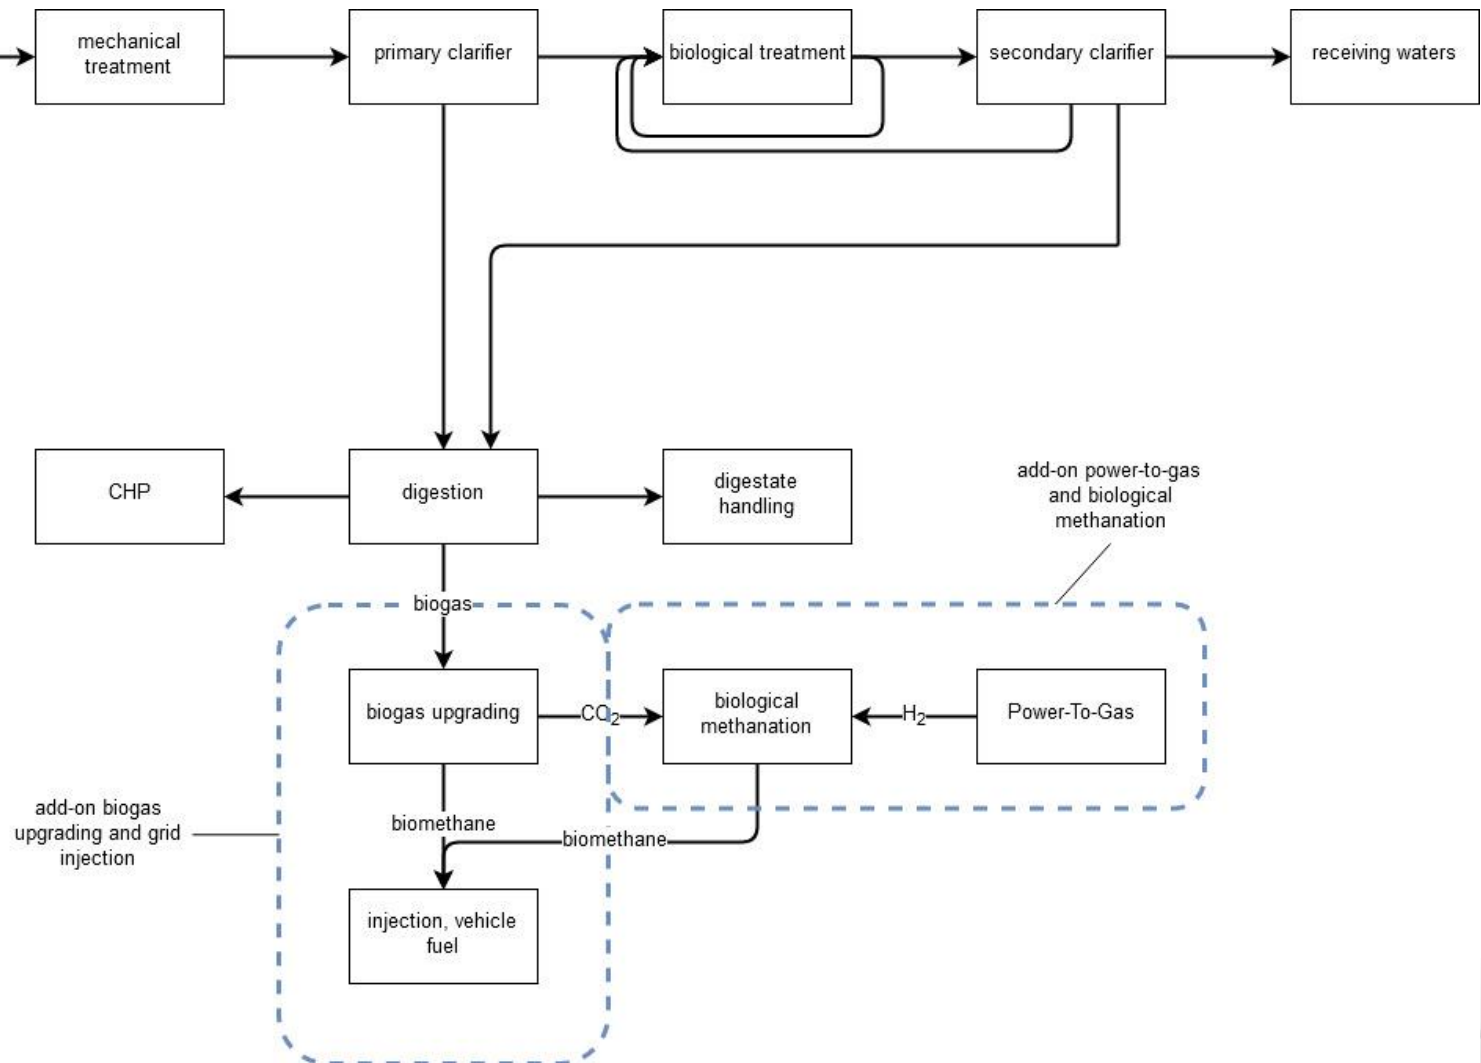 mechanical
treatment
primary clarifier
biological treatment
secondary clarifier
receiving waters
CHP
digestion
digestate
handling
add-on power-to-gas
and biological
methanation
biogas
biogas upgrading
CO₂
biological
methanation
H₂
Power-To-Gas
add-on biogas
upgrading and grid
injection
biomethane
biomethane
injection, vehicle
fuel